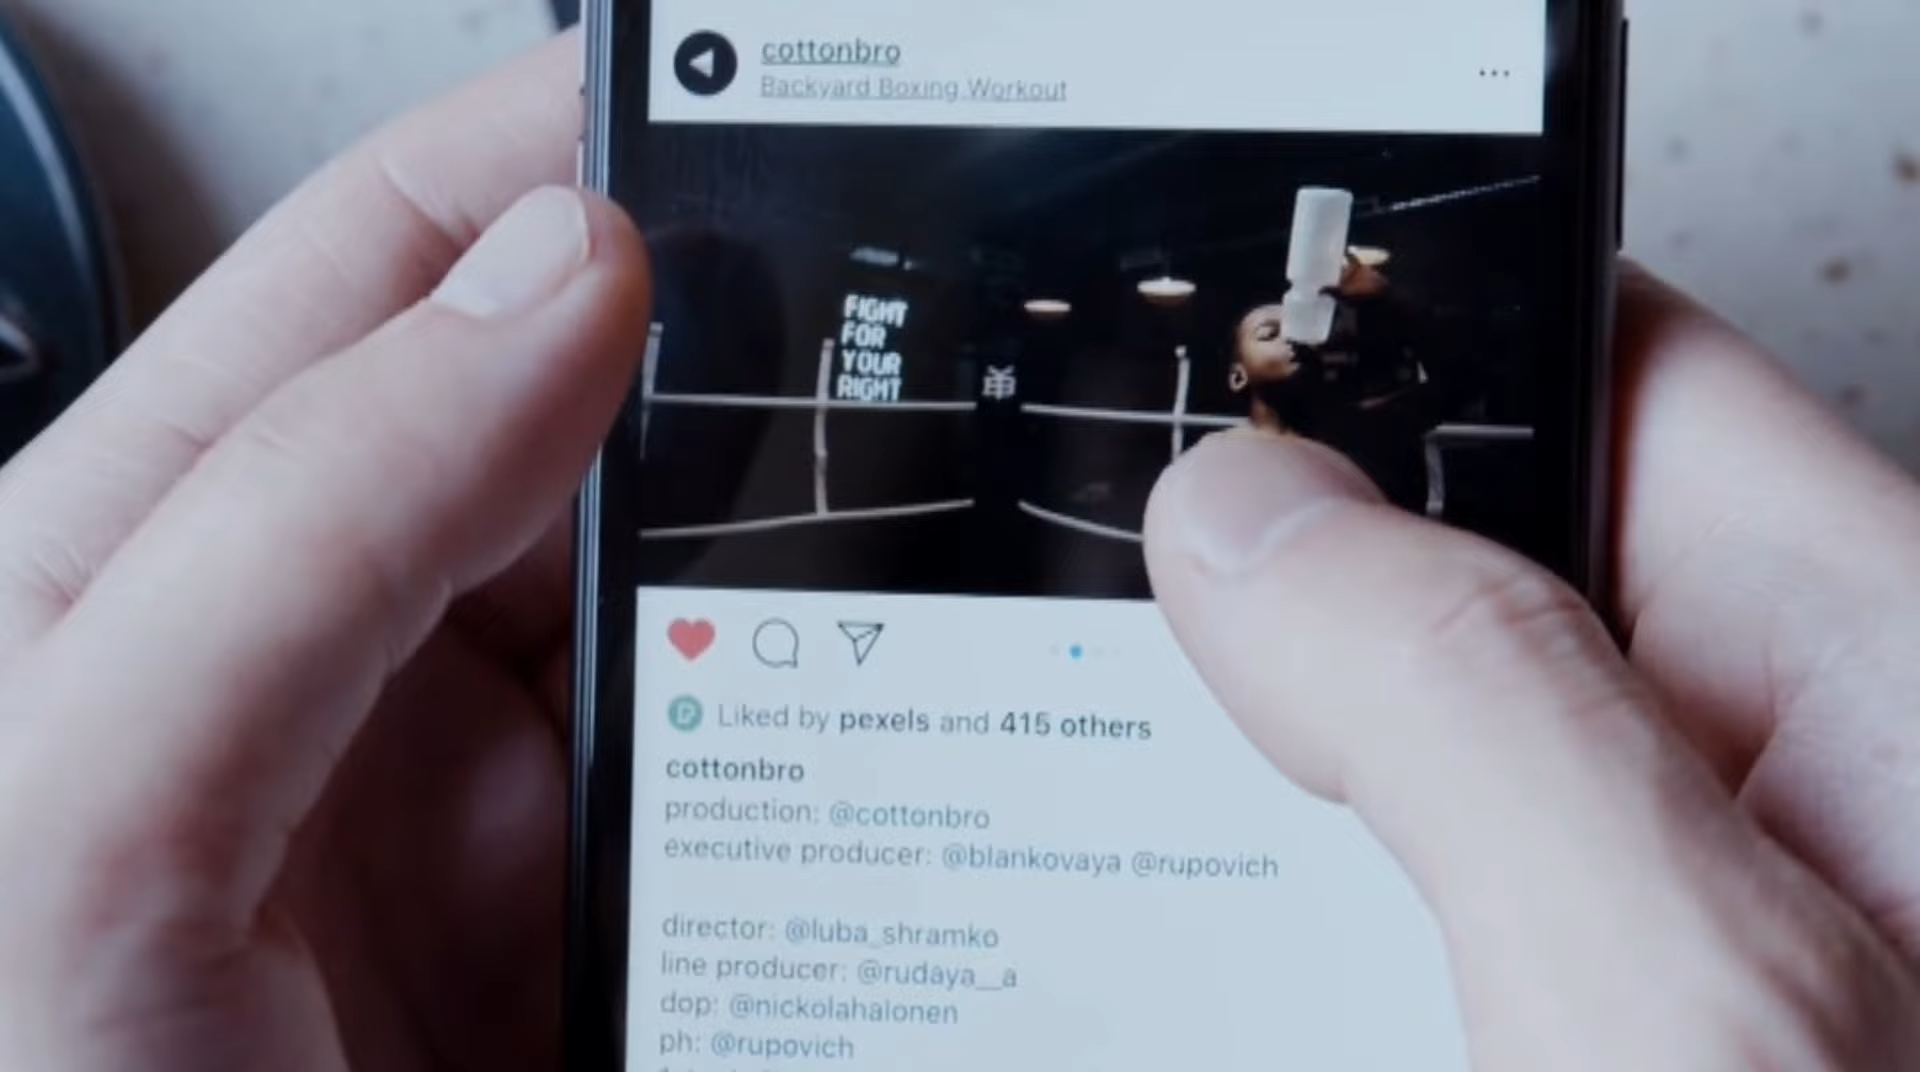 cottonbro
Backyard Boxing Workout
FIGHT
FOR
YOUR
RIGHT
Liked by pexels and 415 others
cottonbro
production: @cottonbro
executive producer: @blankovaya @rupovich
director: @luba_shramko
line producer: @rudaya__a
dop: @nickolahalonen
ph: @rupovich